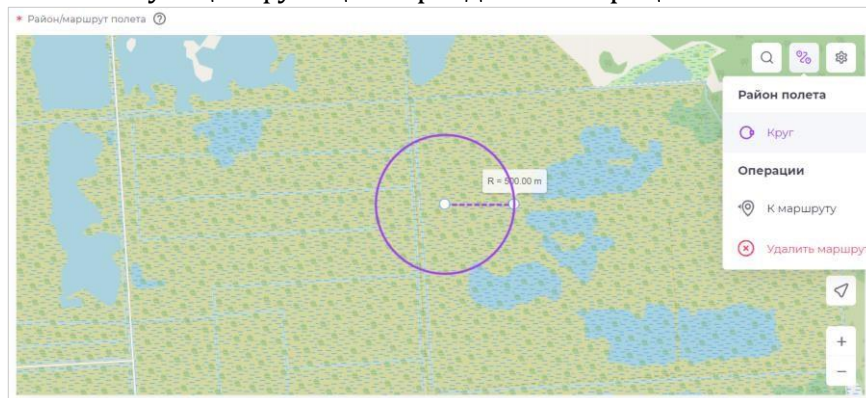 * Район/маршрут полета ?
Район полета
R = 500.00 m
Круг
Операции
К маршруту
Удалить маршру
+
−